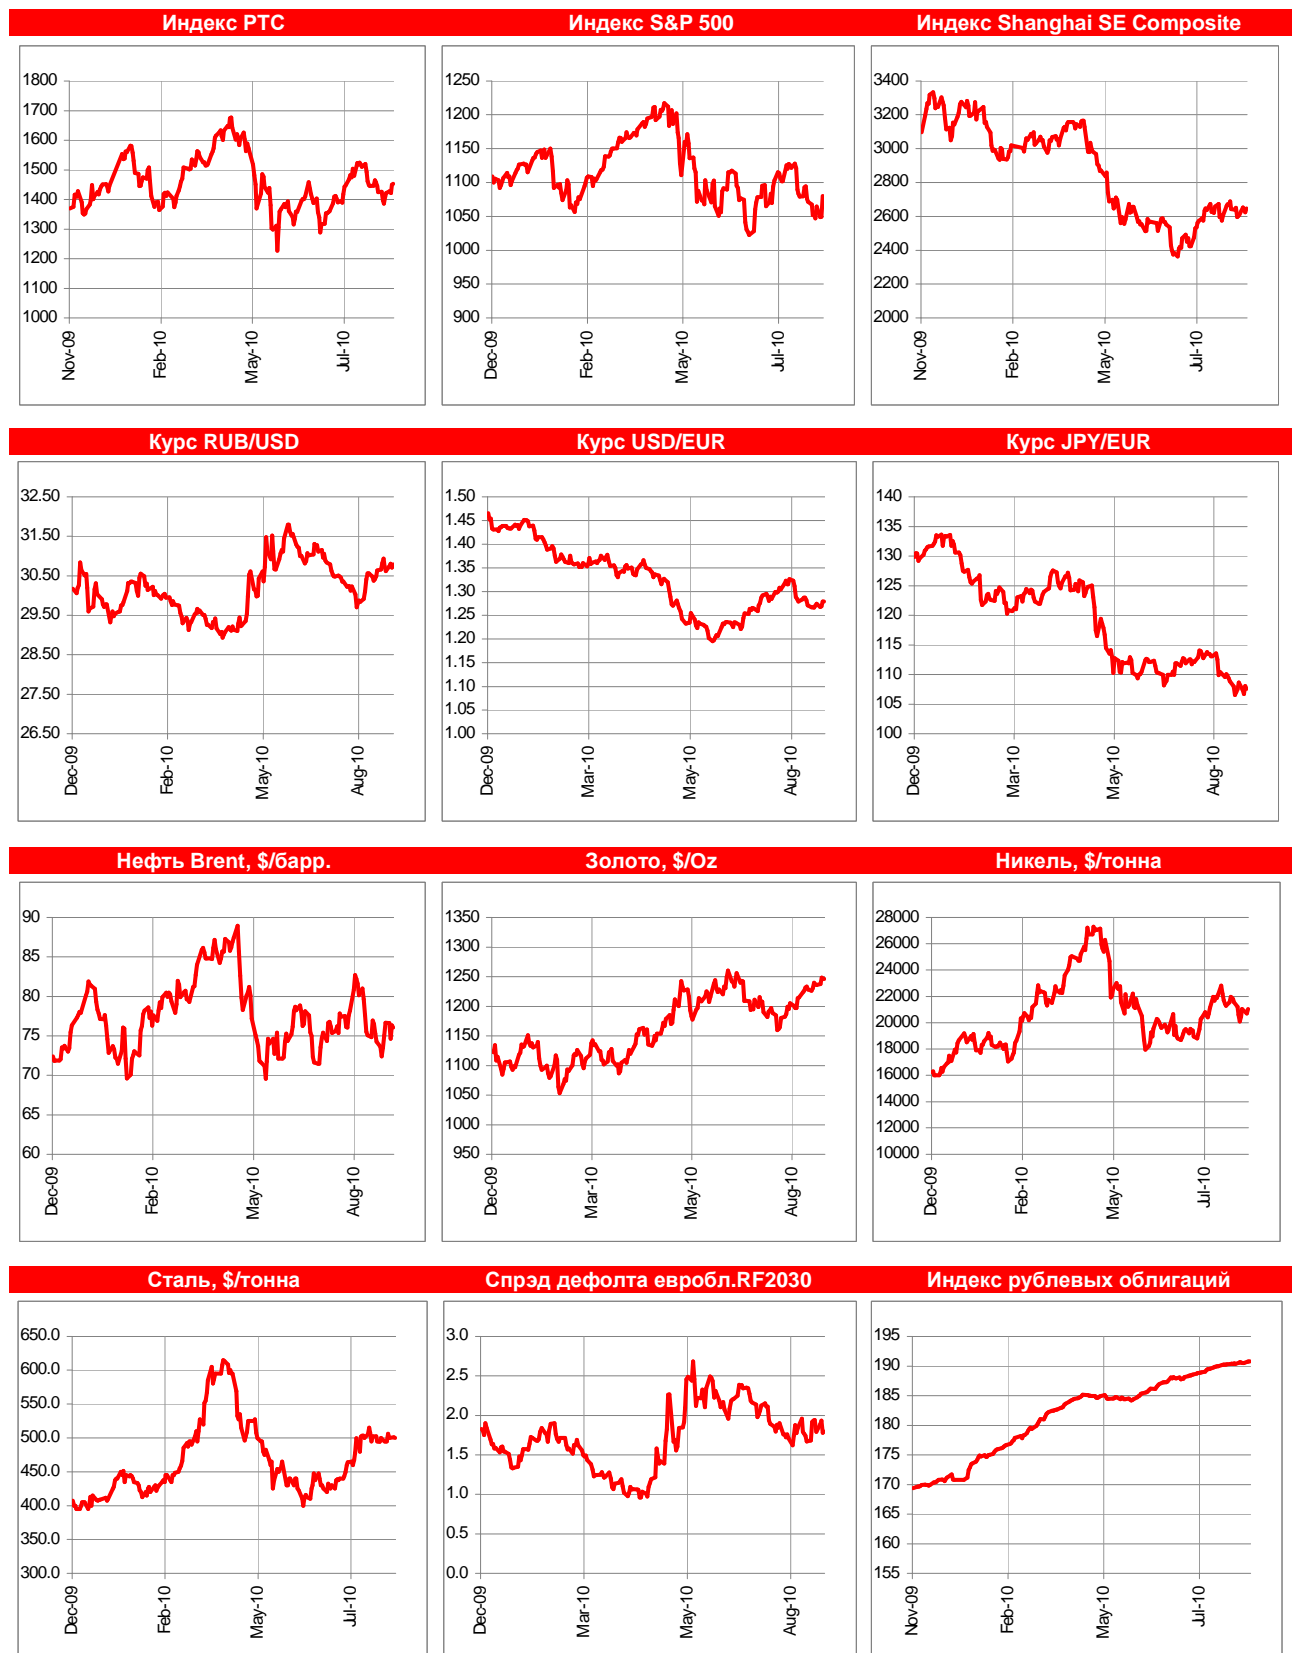 Индекс РТС
Индекс S&P 500
Индекс Shanghai SE Composite
1800
1700
1600
1500
1400
1300
1200
1100
1000
Nov-09
Feb-10
May-10
Jul-10
1250
1200
1150
1100
1050
1000
950
900
Dec-09
Feb-10
May-10
Jul-10
3400
3200
3000
2800
2600
2400
2200
2000
Nov-09
Feb-10
May-10
Jul-10
Курс RUB/USD
Курс USD/EUR
Курс JPY/EUR
32.50
31.50
30.50
29.50
28.50
27.50
26.50
Dec-09
Feb-10
May-10
Aug-10
1.50
1.45
1.40
1.35
1.30
1.25
1.20
1.15
1.10
1.05
1.00
Dec-09
Mar-10
May-10
Aug-10
140
135
130
125
120
115
110
105
100
Dec-09
Mar-10
May-10
Aug-10
Нефть Brent, $/барр.
Золото, $/Oz
Никель, $/тонна
90
85
80
75
70
65
60
Dec-09
Feb-10
May-10
Aug-10
1350
1300
1250
1200
1150
1100
1050
1000
950
Dec-09
Mar-10
May-10
Aug-10
28000
26000
24000
22000
20000
18000
16000
14000
12000
10000
Dec-09
Feb-10
May-10
Jul-10
Сталь, $/тонна
Спрэд дефолта евробл.RF2030
Индекс рублевых облигаций
650.0
600.0
550.0
500.0
450.0
400.0
350.0
300.0
Dec-09
Feb-10
May-10
Jul-10
3.0
2.5
2.0
1.5
1.0
0.5
0.0
Dec-09
Mar-10
May-10
Aug-10
195
190
185
180
175
170
165
160
155
Nov-09
Feb-10
May-10
Jul-10